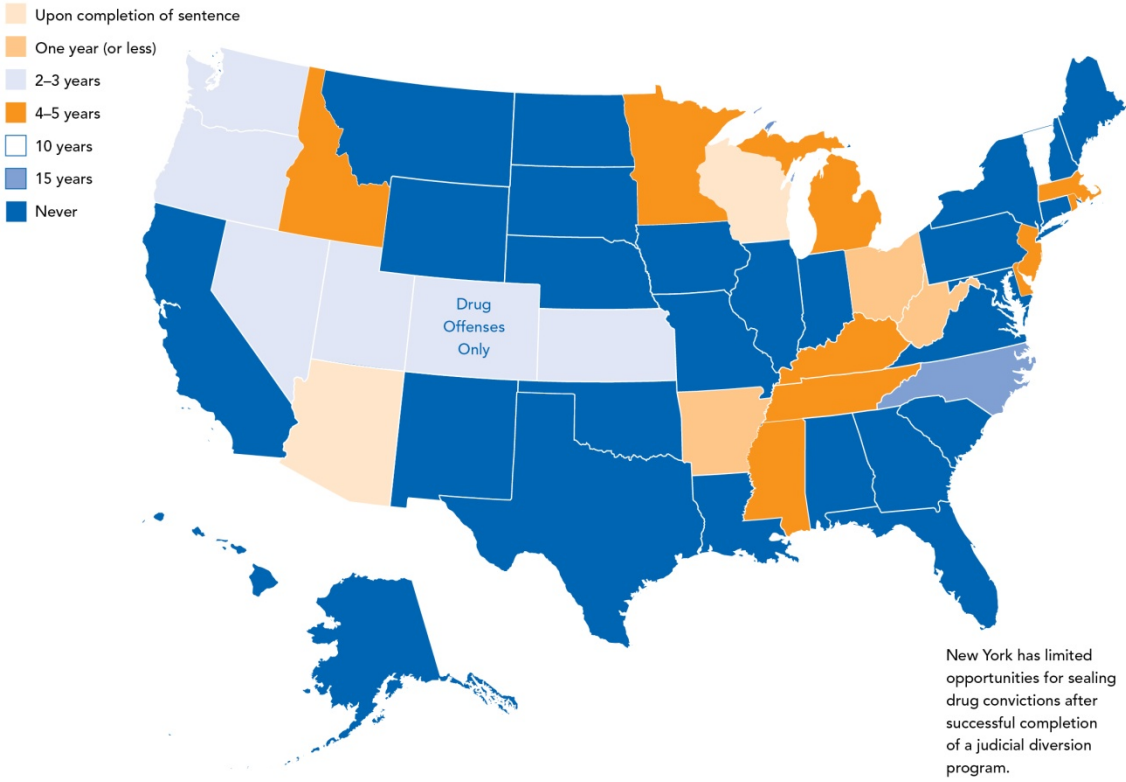 Upon completion of sentence
One year (or less)
2–3 years
4–5 years
10 years
15 years
Never
Drug
Offenses
Only
New York has limited
opportunities for sealing
drug convictions after
successful completion
of a judicial diversion
program.